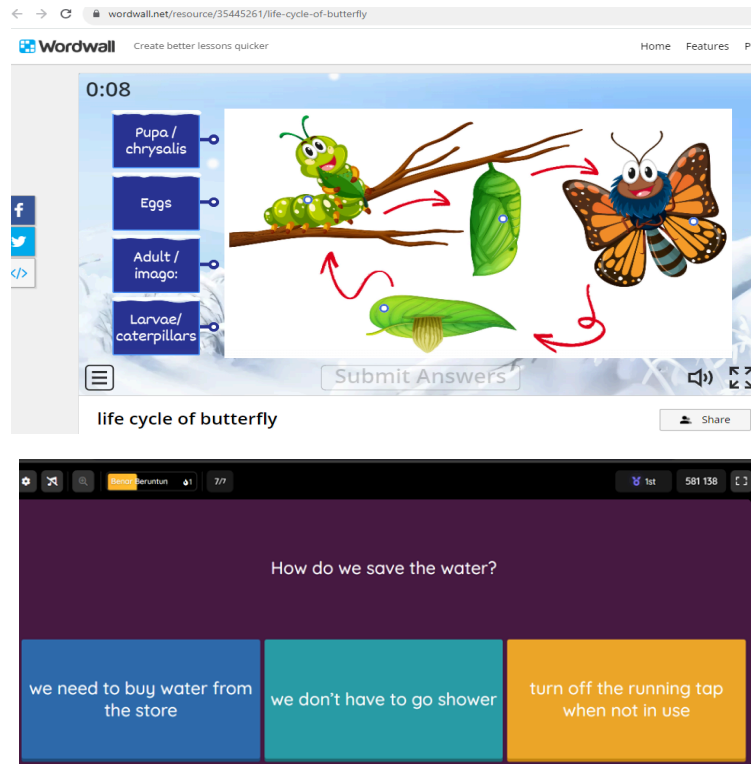 wordwall.net/resource/35445261/life-cycle-of-butterfly
Wordwall Create better lessons quicker Home Features P
0:08
Pupa /
chrysalis
Eggs
Adult /
imago:
Larvae/
caterpillars
Submit Answers
life cycle of butterfly
Share
Benar Beruntun 1 7/7 1st 581 138
How do we save the water?
we need to buy water from
the store
we don't have to go shower
turn off the running tap
when not in use